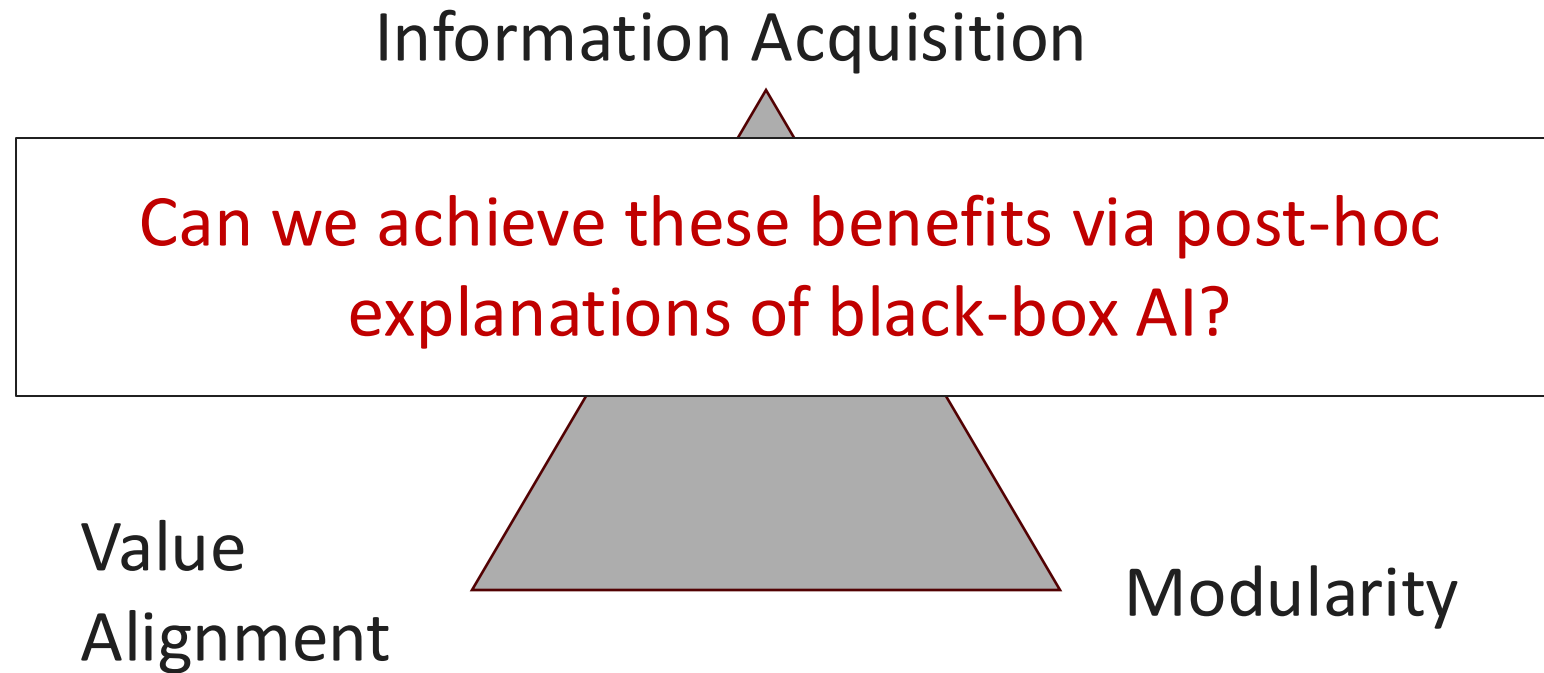 Information Acquisition
Can we achieve these benefits via post-hoc
explanations of black-box AI?
Value
Alignment
Modularity